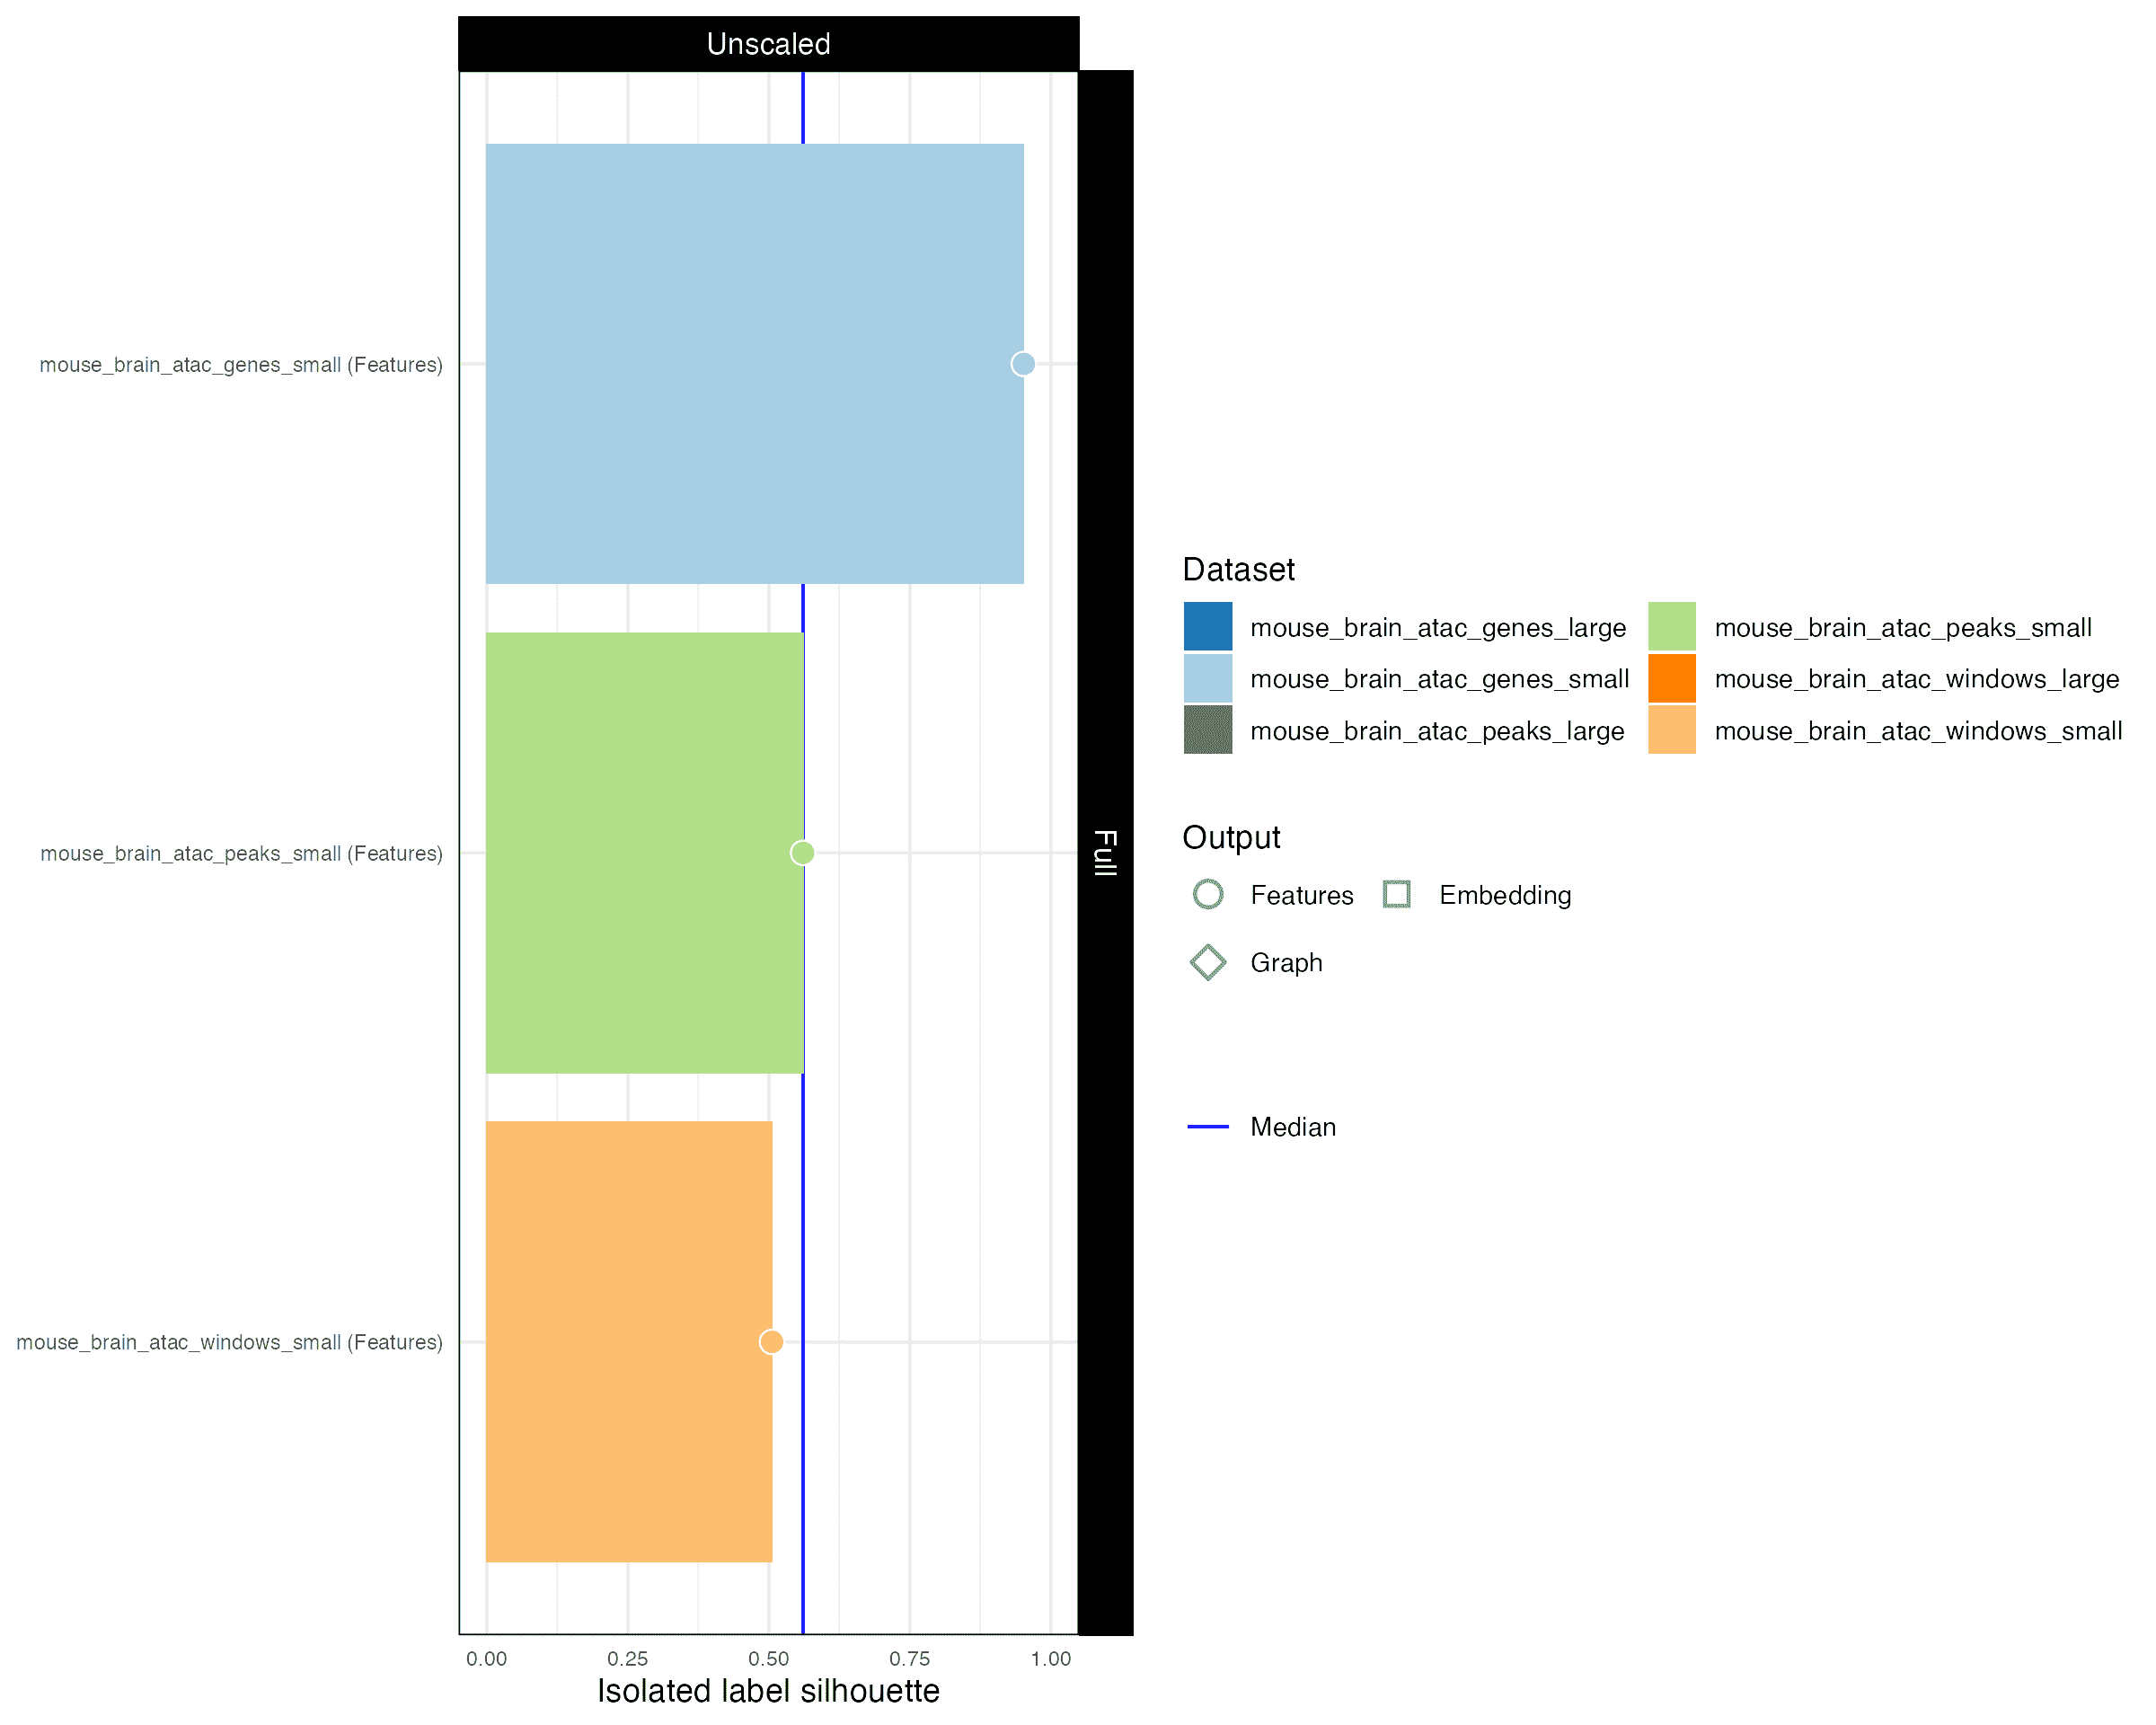 Unscaled
mouse_brain_atac_genes_small (Features)
mouse_brain_atac_peaks_small (Features)
mouse_brain_atac_windows_small (Features)
Full
0.00 0.25 0.50 0.75 1.00
Isolated label silhouette
Dataset
mouse_brain_atac_genes_large mouse_brain_atac_peaks_small
mouse_brain_atac_genes_small mouse_brain_atac_windows_large
mouse_brain_atac_peaks_large mouse_brain_atac_windows_small
Output
Features Embedding
Graph
Median